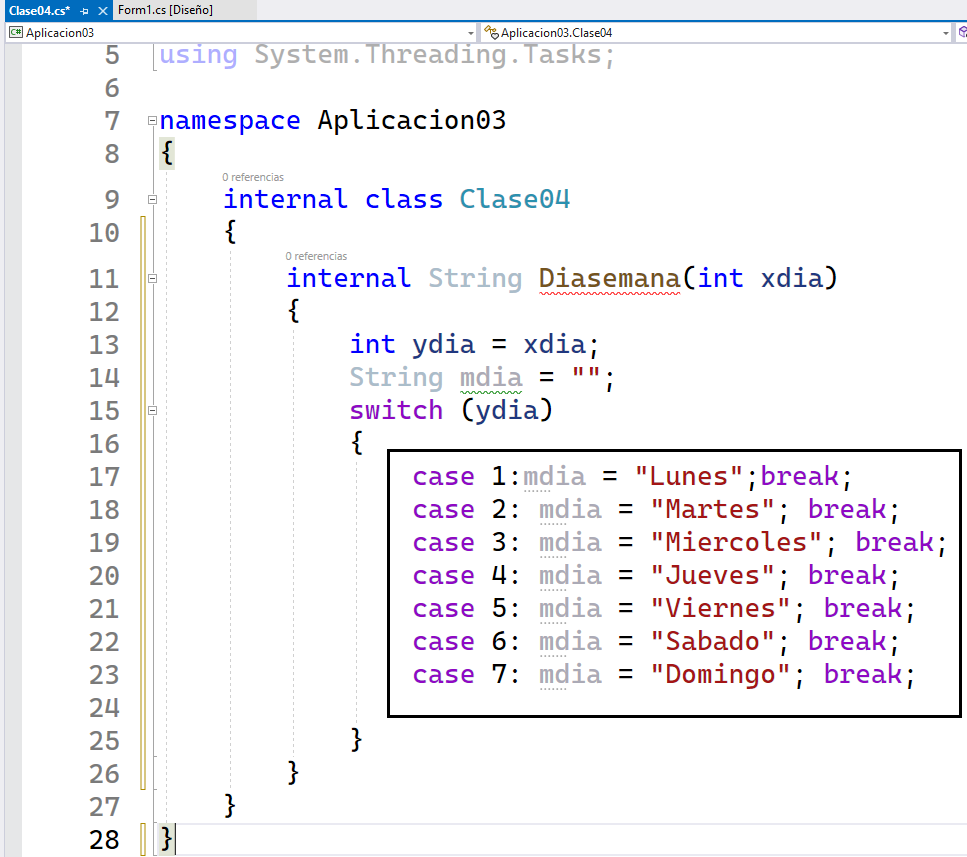 Clase04.cs* Form1.cs [Diseño]
C# Aplicacion03 Aplicacion03.Clase04
5 using System.Threading.Tasks;
6
7 namespace Aplicacion03
8 {
0 referencias
9 internal class Clase04
10 {
0 referencias
11 internal String Diasemana(int xdia)
12 {
13 int ydia = xdia;
14 String mdia = "";
15 switch (ydia)
16 {
17 case 1:mdia = "Lunes";break;
18 case 2: mdia = "Martes"; break;
19 case 3: mdia = "Miercoles"; break;
20 case 4: mdia = "Jueves"; break;
21 case 5: mdia = "Viernes"; break;
22 case 6: mdia = "Sabado"; break;
23 case 7: mdia = "Domingo"; break;
24
25 }
26 }
27 }
28 }